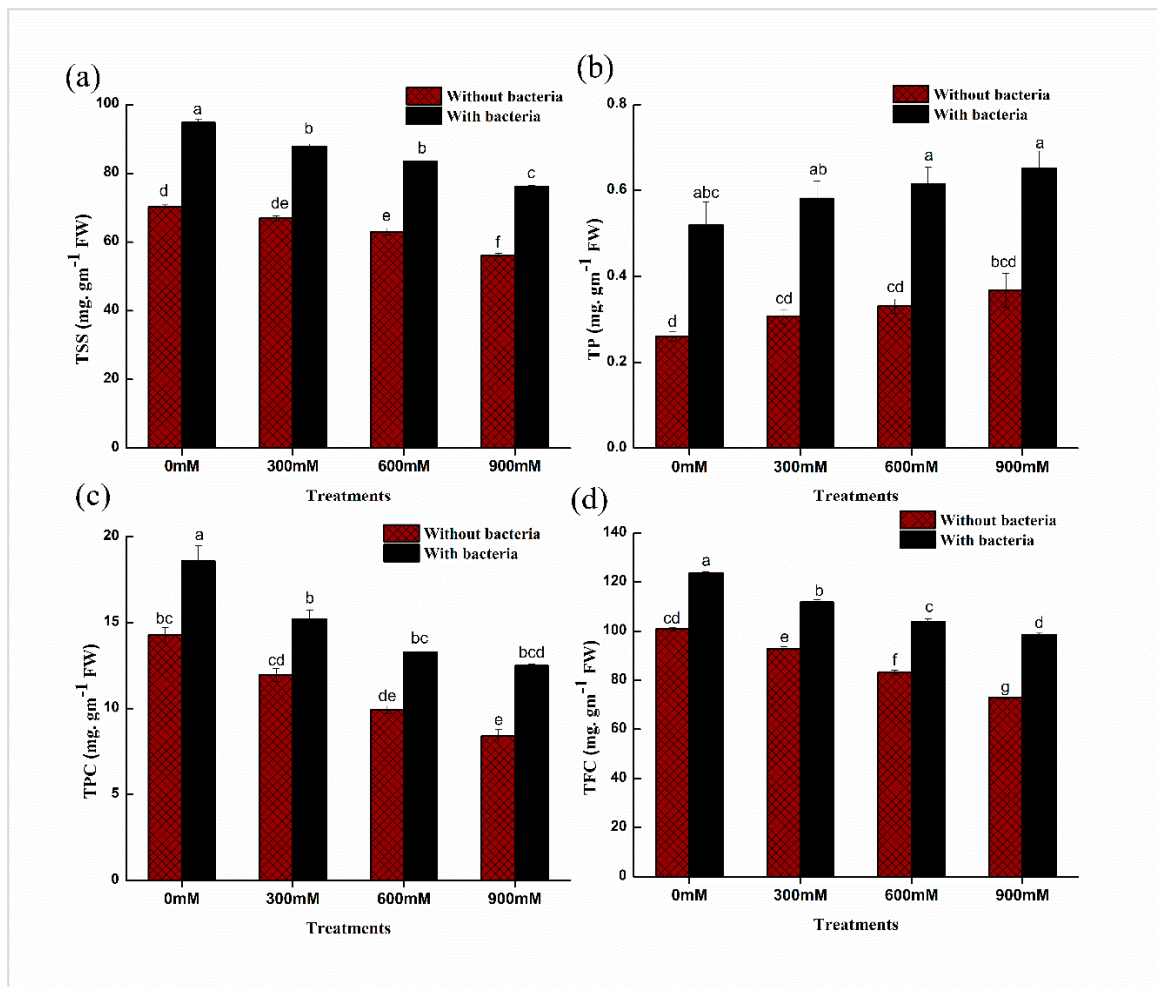 (a)
Without bacteria
With bacteria
TSS (mg. gm⁻¹ FW)
100
80
60
40
20
0
d
a
de
b
e
b
f
c
0mM
300mM
600mM
900mM
Treatments
(b)
Without bacteria
With bacteria
TP (mg. gm⁻¹ FW)
0.8
0.6
0.4
0.2
0.0
d
abc
cd
ab
cd
a
bcd
a
0mM
300mM
600mM
900mM
Treatments
(c)
Without bacteria
With bacteria
TPC (mg. gm⁻¹ FW)
20
15
10
5
0
bc
a
cd
b
de
bc
e
bcd
0mM
300mM
600mM
900mM
Treatments
(d)
Without bacteria
With bacteria
TFC (mg. gm⁻¹ FW)
140
120
100
80
60
40
20
0
cd
a
e
b
f
c
g
d
0mM
300mM
600mM
900mM
Treatments